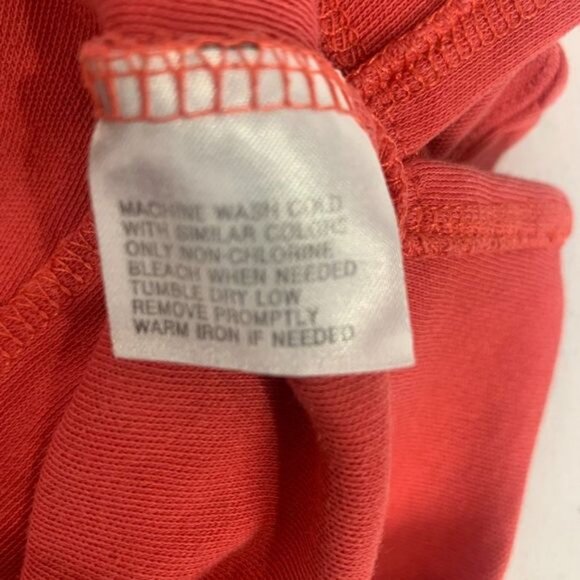 MACHINE WASH COLD
WITH SIMILAR COLORS
ONLY NON-CHLORINE
BLEACH WHEN NEEDED
TUMBLE DRY LOW
REMOVE PROMPTLY
WARM IRON IF NEEDED